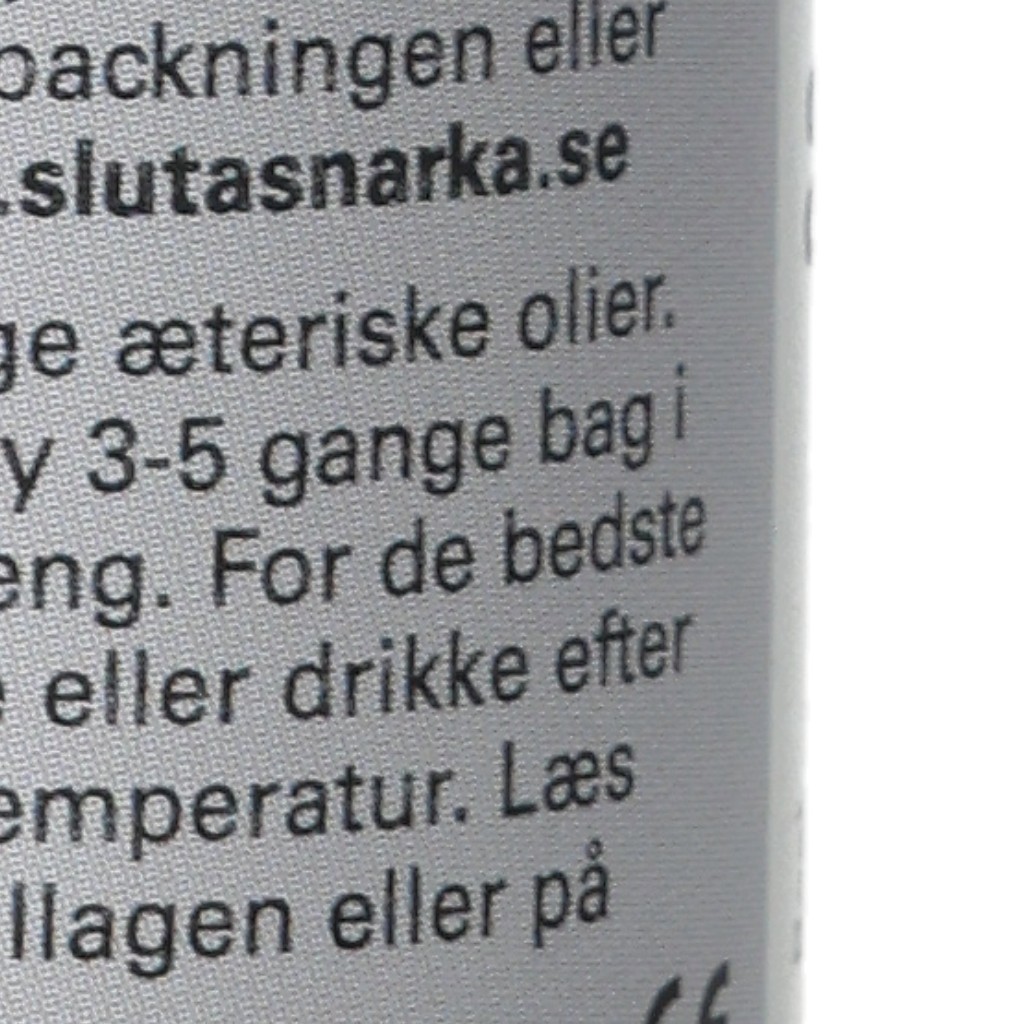 packningen eller
.slutasnarka.se
ge æteriske olier.
y 3-5 gange bag i
eng. For de bedste
e eller drikke efter
emperatur. Læs
llagen eller på
CE